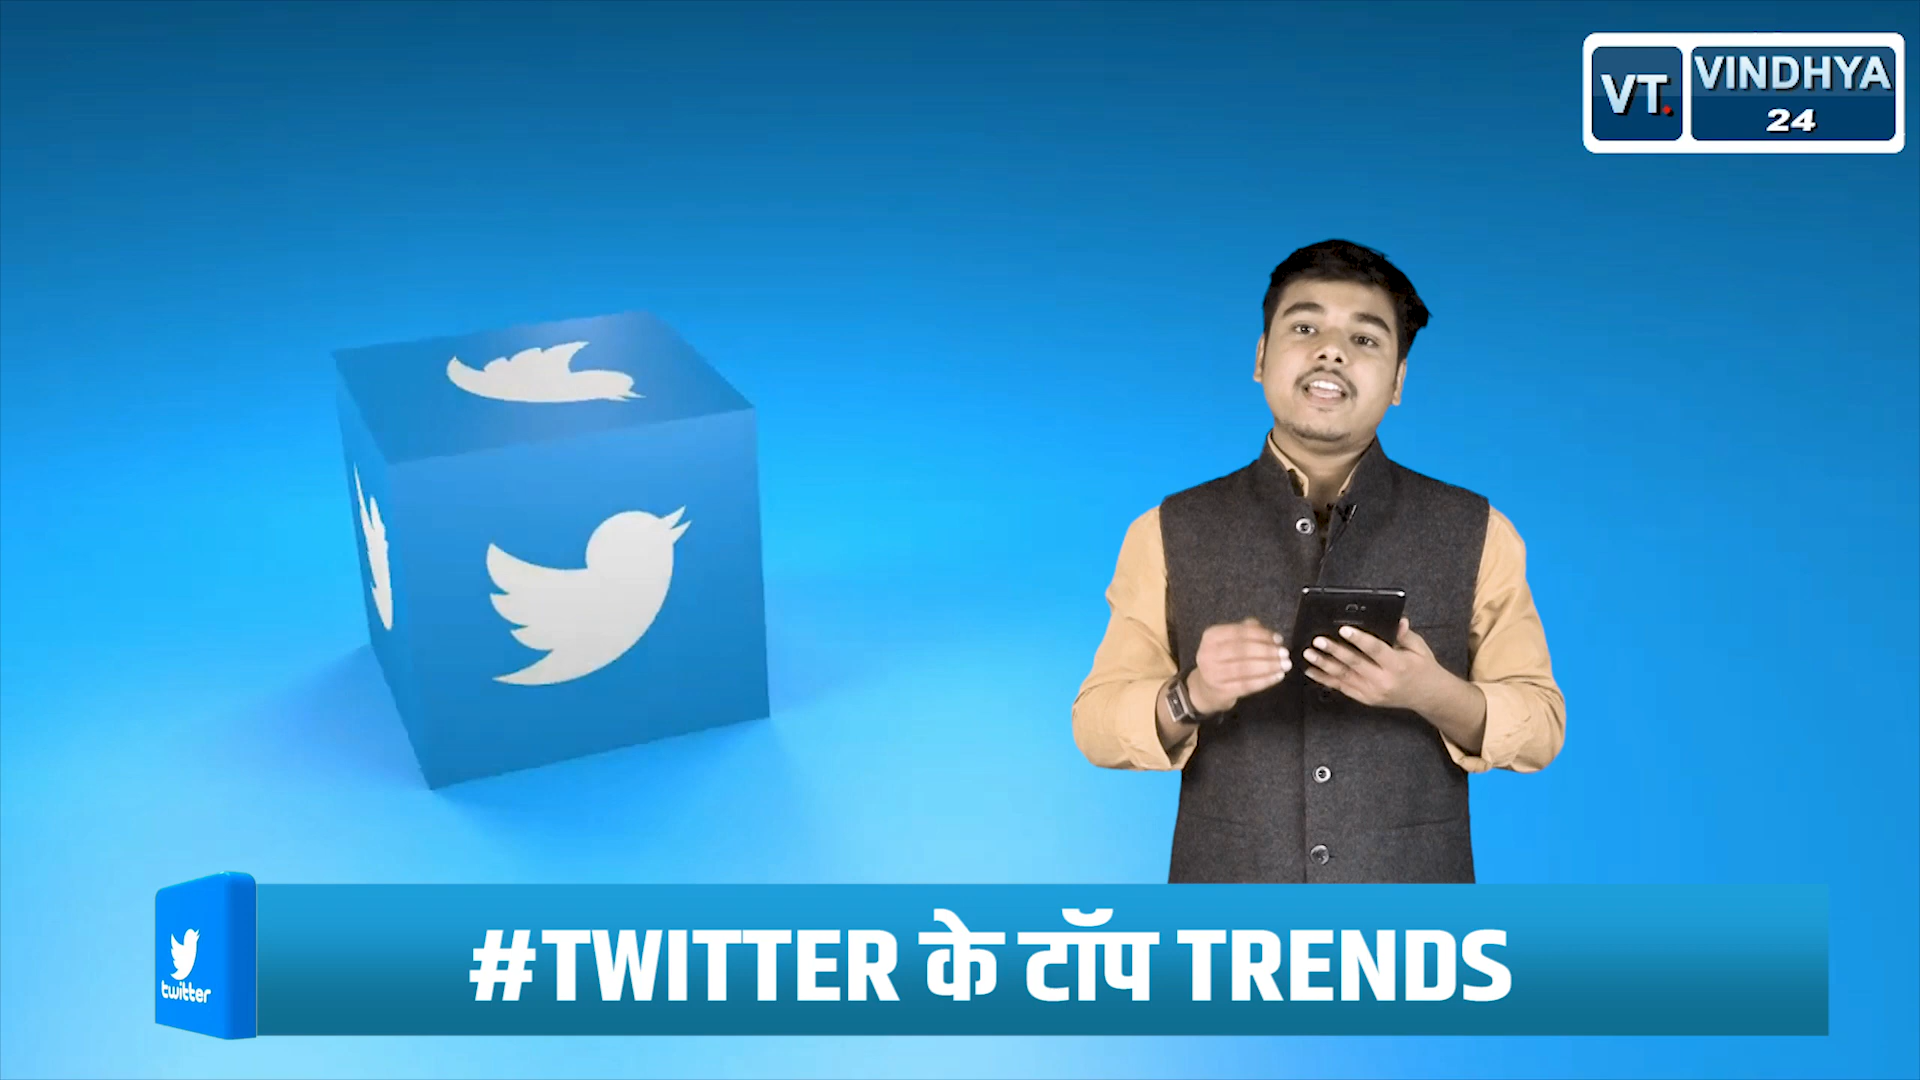 VT.
VINDHYA
24
#TWITTER के टॉप TRENDS
twitter